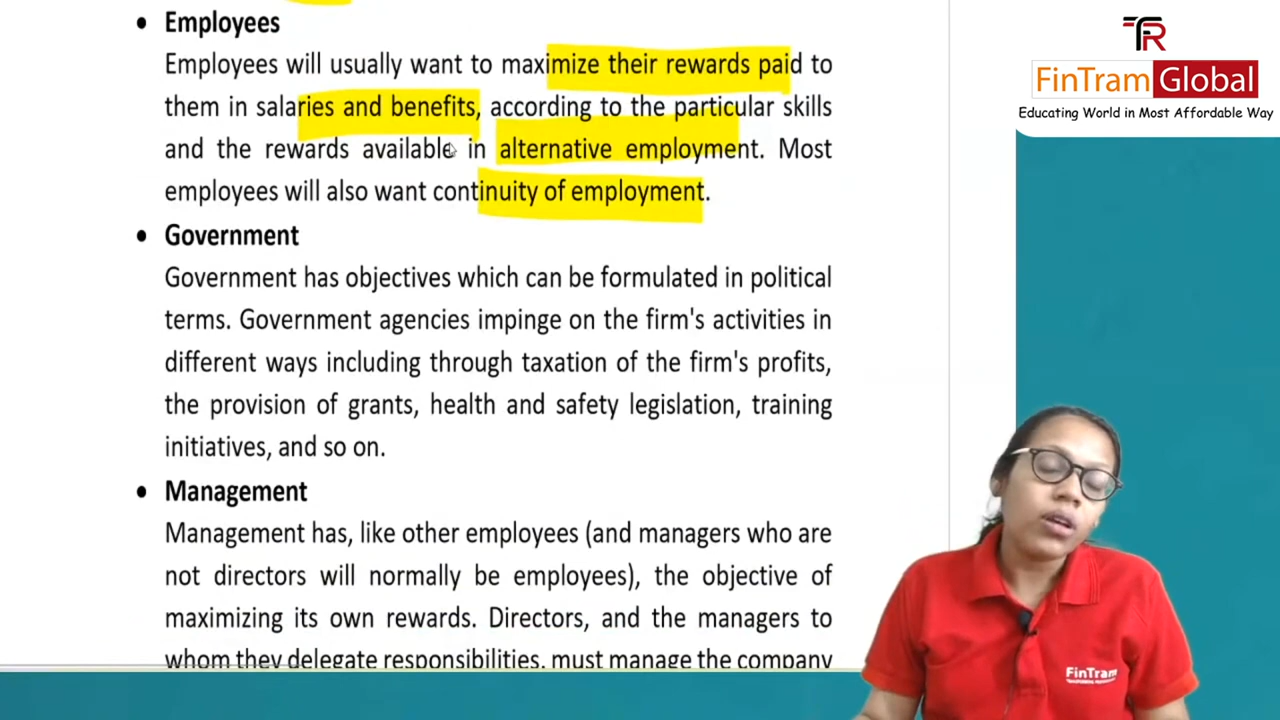 Employees
Employees will usually want to maximize their rewards paid to
them in salaries and benefits, according to the particular skills
and the rewards available in alternative employment. Most
employees will also want continuity of employment.
Government
Government has objectives which can be formulated in political
terms. Government agencies impinge on the firm's activities in
different ways including through taxation of the firm's profits,
the provision of grants, health and safety legislation, training
initiatives, and so on.
Management
Management has, like other employees (and managers who are
not directors will normally be employees), the objective of
maximizing its own rewards. Directors, and the managers to
whom they delegate responsibilities, must manage the company
FinTram Global
Educating World in Most Affordable Way
FinTram